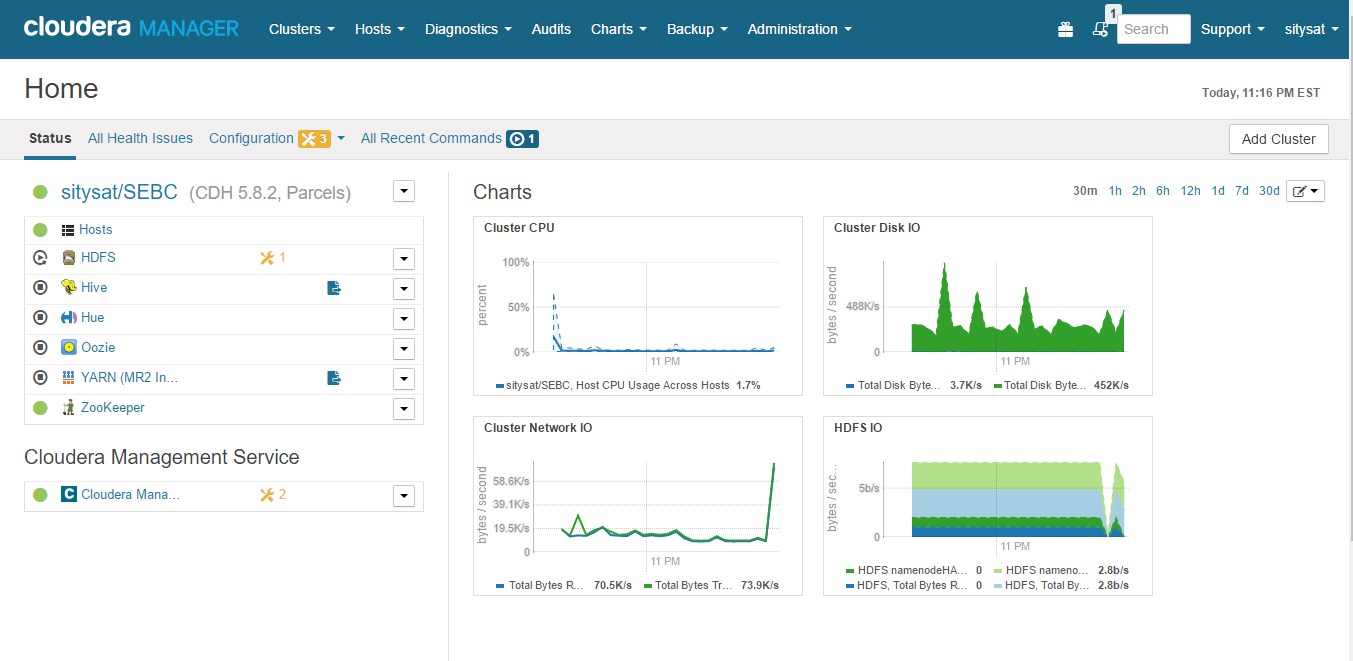 cloudera MANAGER Clusters Hosts Diagnostics Audits Charts Backup Administration 1 Search Support sitysat
Home
Today, 11:16 PM EST
Status All Health Issues Configuration 3 All Recent Commands 1 Add Cluster
sitysat/SEBC (CDH 5.8.2, Parcels)
Hosts
HDFS 1
Hive
Hue
Oozie
YARN (MR2 In...
ZooKeeper
Cloudera Management Service
C Cloudera Mana... 2
Charts 30m 1h 2h 6h 12h 1d 7d 30d
Cluster CPU
percent
100%
50%
0%
11 PM
sitysat/SEBC, Host CPU Usage Across Hosts 1.7%
Cluster Disk IO
bytes / second
488K/s
0
11 PM
Total Disk Byte... 3.7K/s Total Disk Byte... 452K/s
Cluster Network IO
bytes / second
58.6K/s
39.1K/s
19.5K/s
0
11 PM
Total Bytes R... 70.5K/s Total Bytes Tr... 73.9K/s
HDFS IO
bytes / sec...
5b/s
0
11 PM
HDFS namenodeHA... 0 HDFS nameno... 2.8b/s
HDFS, Total Bytes R... 0 HDFS, Total By... 2.8b/s